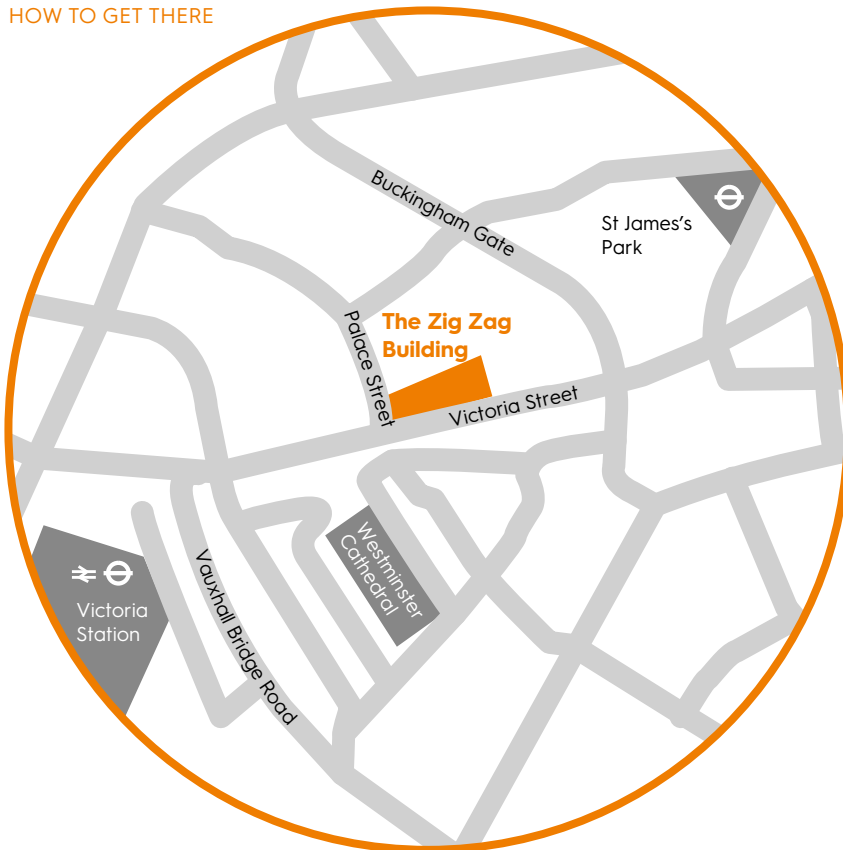 HOW TO GET THERE
Buckingham Gate
St James's
Park
The Zig Zag
Building
Palace Street
Victoria Street
Westminster
Cathedral
Victoria
Station
Vauxhall Bridge Road